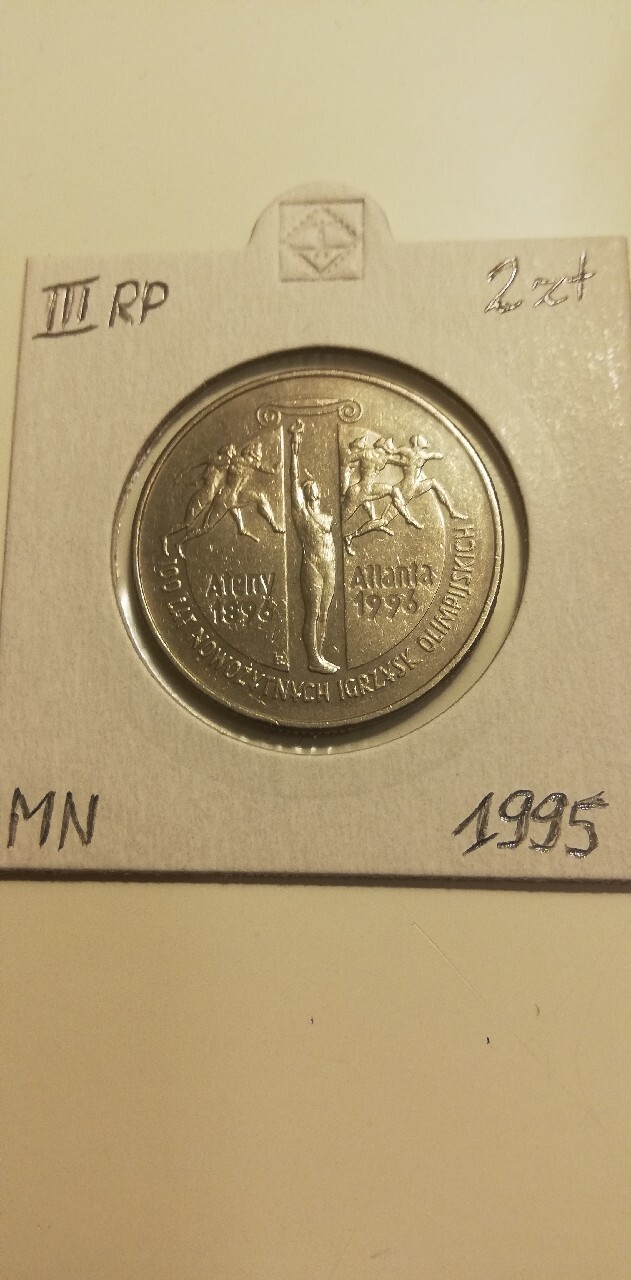 III RP
2 zł
Ateny
1896
Atlanta
1996
100 LAT NOWOŻYTNYCH IGRZYSK OLIMPIJSKICH
MN
1995